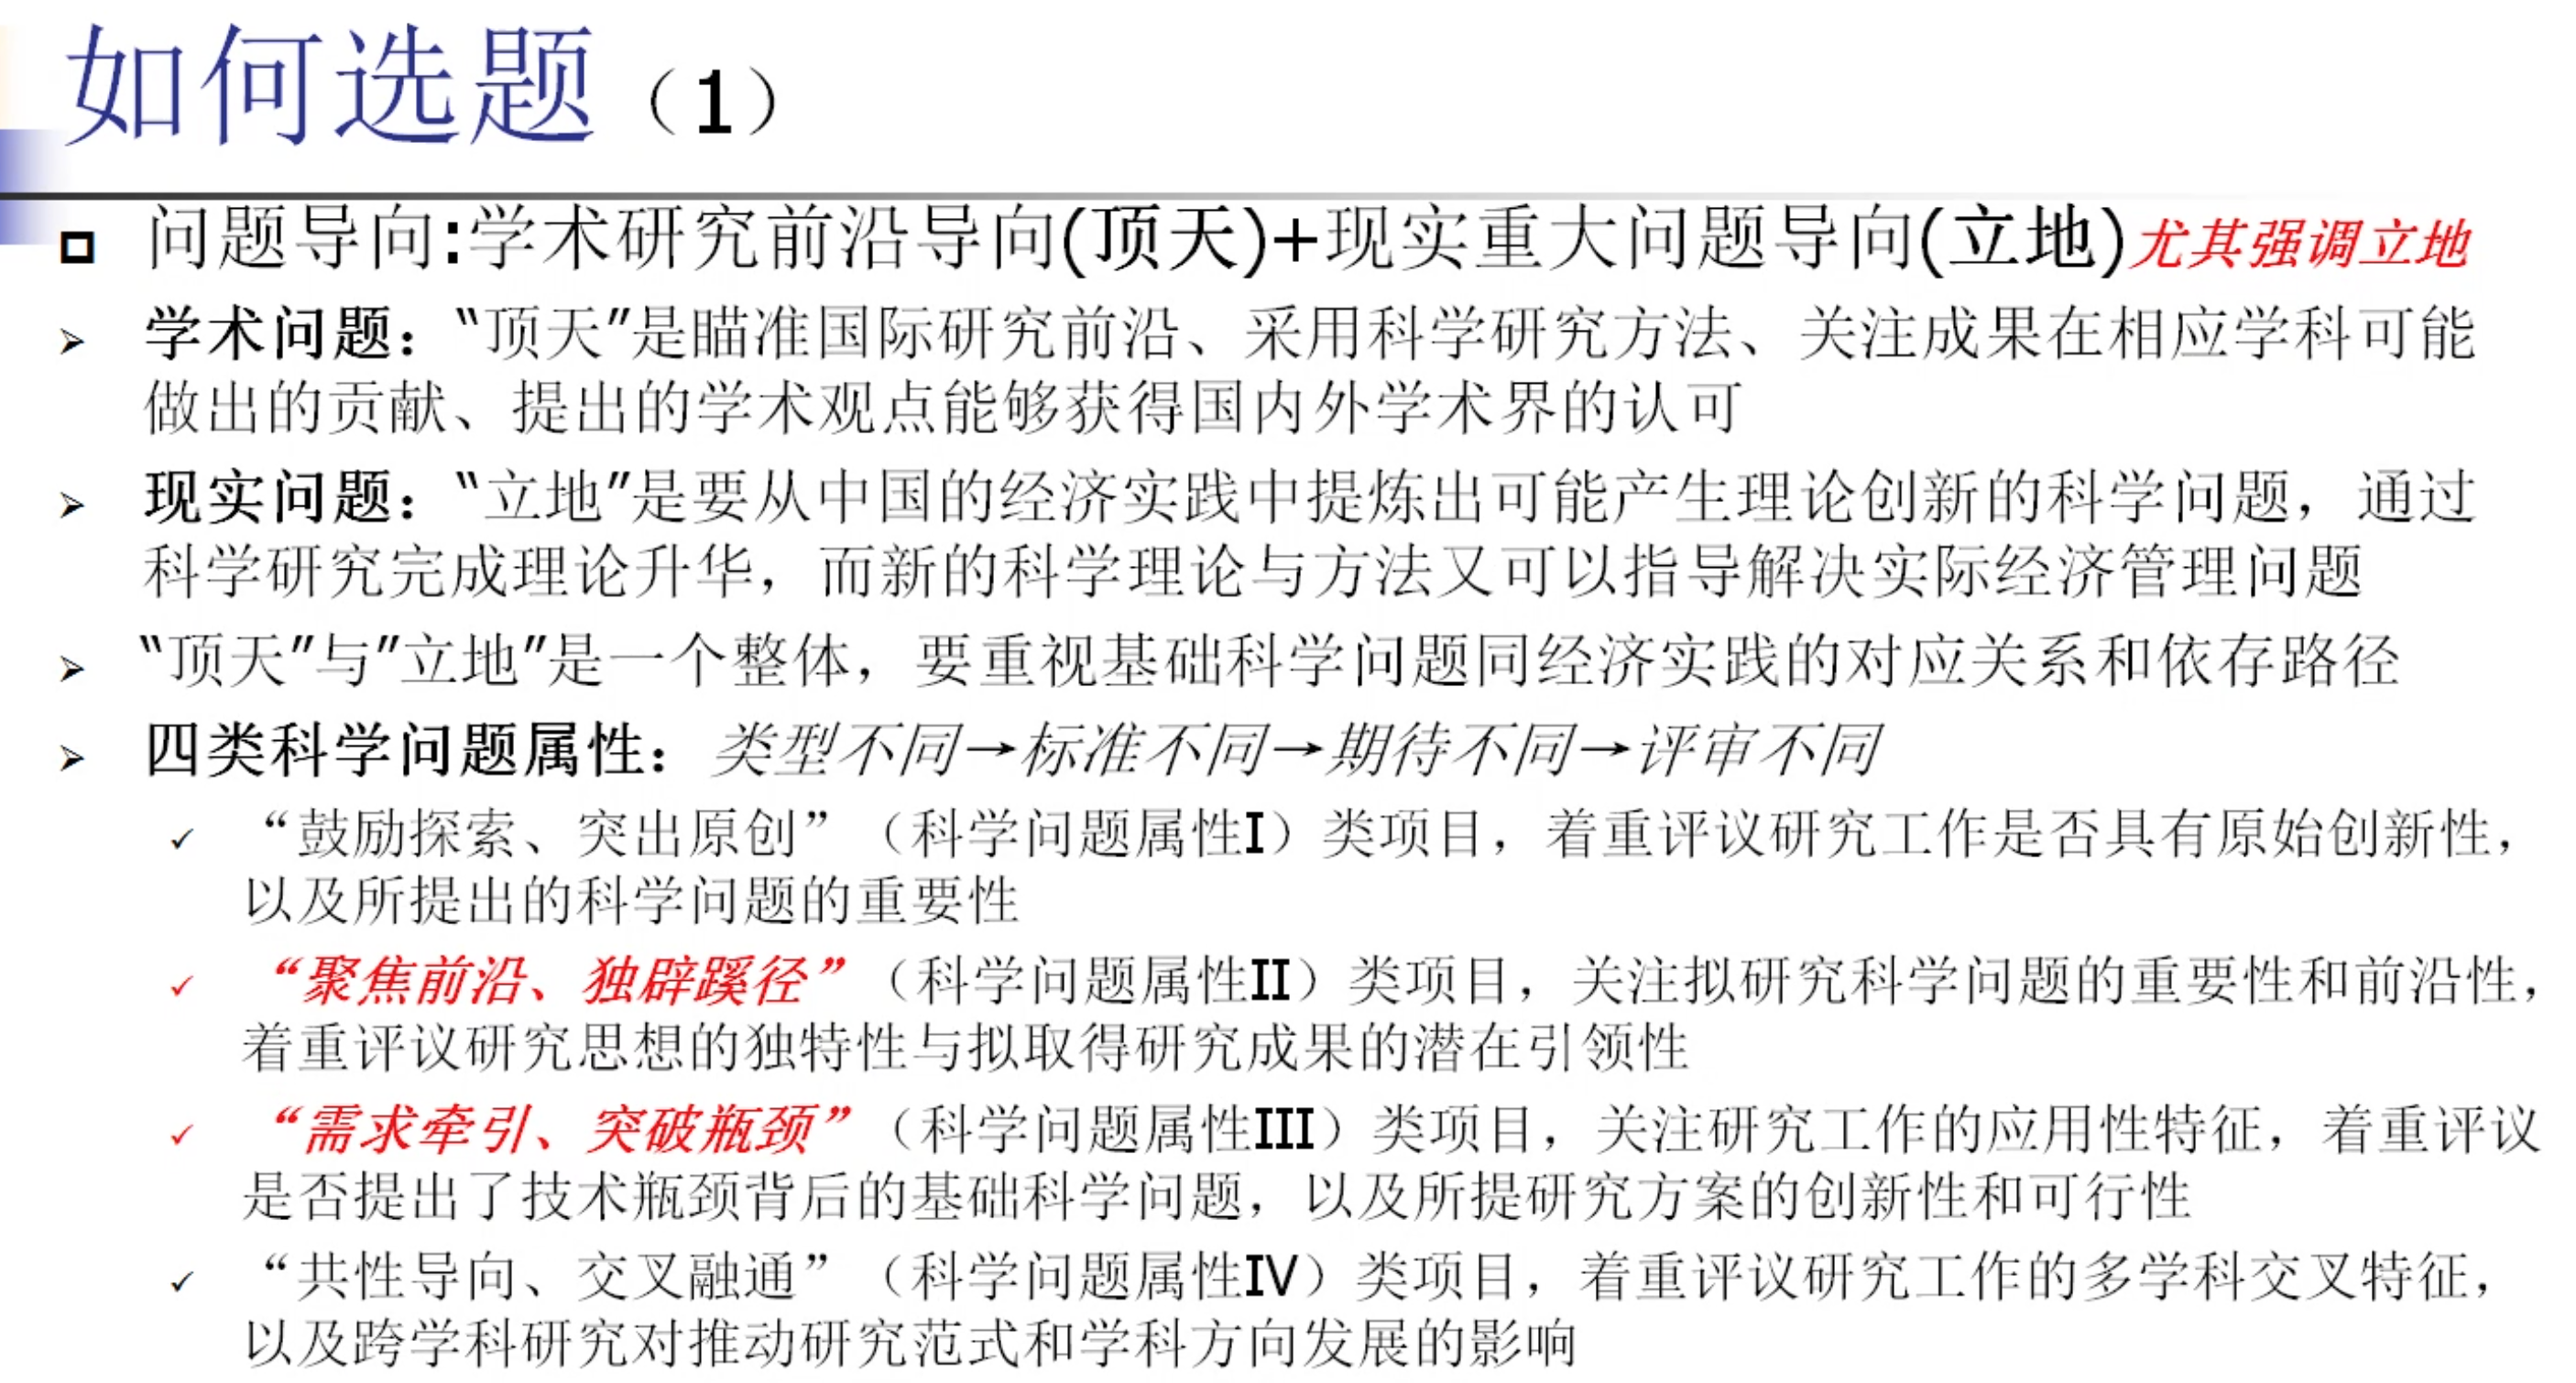 如何选题（1）
问题导向:学术研究前沿导向(顶天)+现实重大问题导向(立地)尤其强调立地
学术问题：“顶天”是瞄准国际研究前沿、采用科学研究方法、关注成果在相应学科可能
做出的贡献、提出的学术观点能够获得国内外学术界的认可
现实问题：“立地”是要从中国的经济实践中提炼出可能产生理论创新的科学问题，通过
科学研究完成理论升华，而新的科学理论与方法又可以指导解决实际经济管理问题
“顶天”与”立地”是一个整体，要重视基础科学问题同经济实践的对应关系和依存路径
四类科学问题属性：类型不同→标准不同→期待不同→评审不同
“鼓励探索、突出原创”（科学问题属性I）类项目，着重评议研究工作是否具有原始创新性，
以及所提出的科学问题的重要性
“聚焦前沿、独辟蹊径”（科学问题属性II）类项目，关注拟研究科学问题的重要性和前沿性，
着重评议研究思想的独特性与拟取得研究成果的潜在引领性
“需求牵引、突破瓶颈”（科学问题属性III）类项目，关注研究工作的应用性特征，着重评议
是否提出了技术瓶颈背后的基础科学问题，以及所提研究方案的创新性和可行性
“共性导向、交叉融通”（科学问题属性IV）类项目，着重评议研究工作的多学科交叉特征，
以及跨学科研究对推动研究范式和学科方向发展的影响